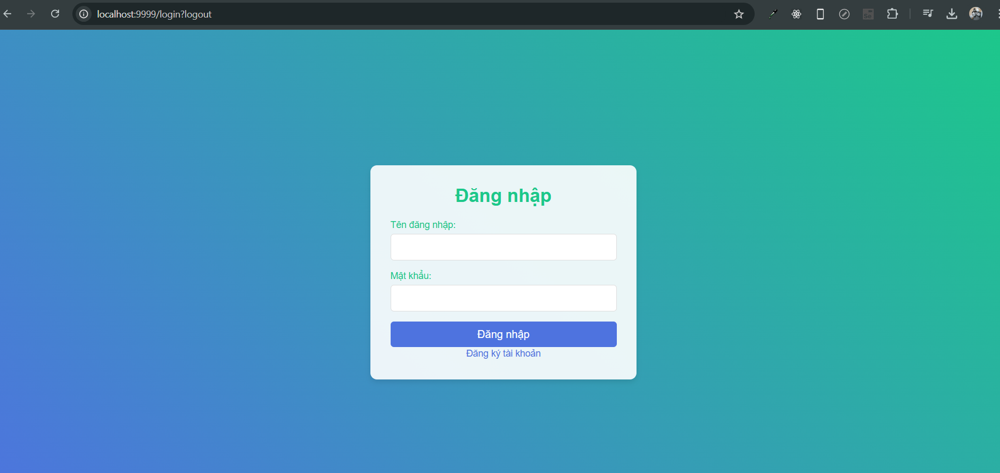 localhost:9999/login?logout
Đăng nhập
Tên đăng nhập:
Mật khẩu:
Đăng nhập
Đăng ký tài khoản